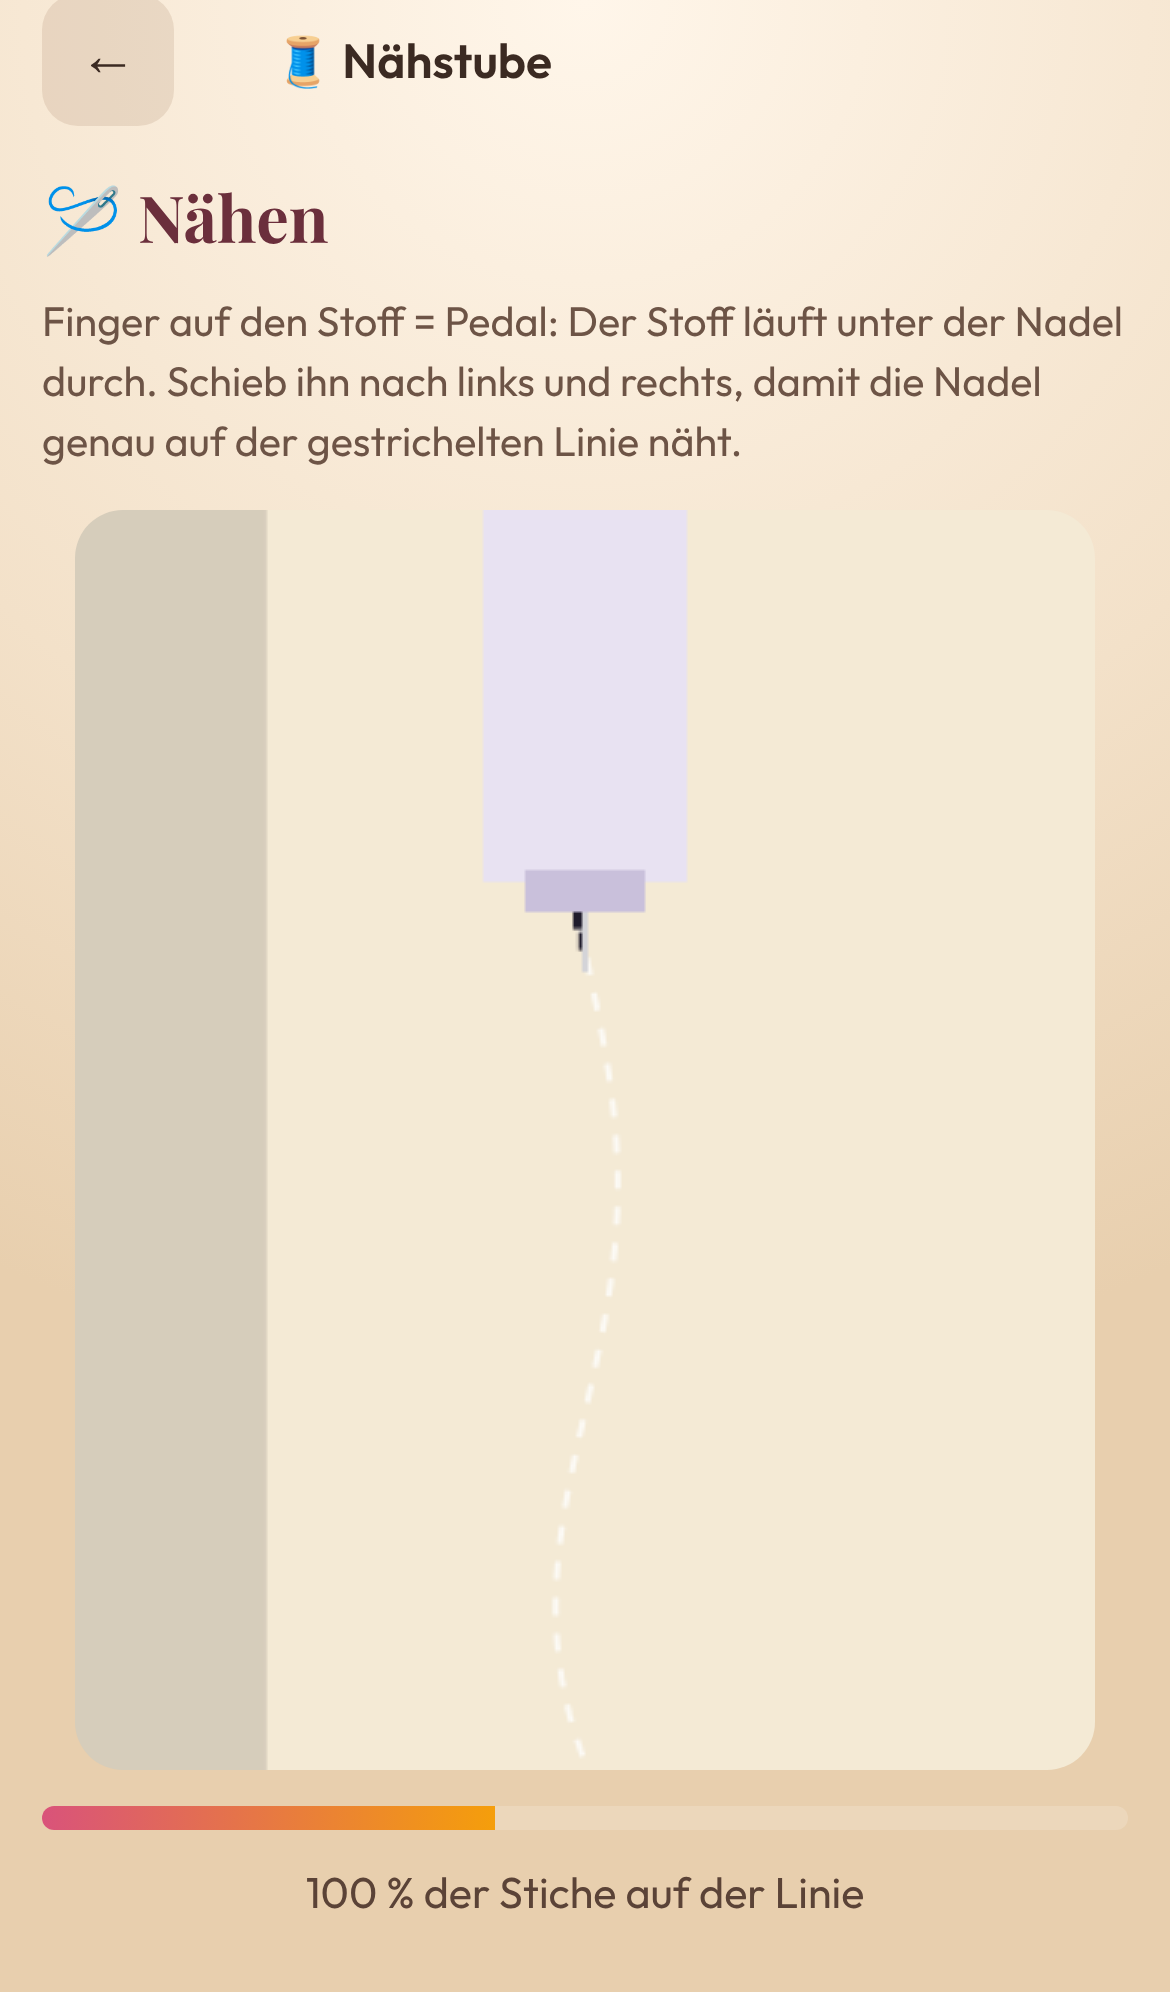 ← 🧵 Nähstube
🪡 Nähen
Finger auf den Stoff = Pedal: Der Stoff läuft unter der Nadel
durch. Schieb ihn nach links und rechts, damit die Nadel
genau auf der gestrichelten Linie näht.
100 % der Stiche auf der Linie